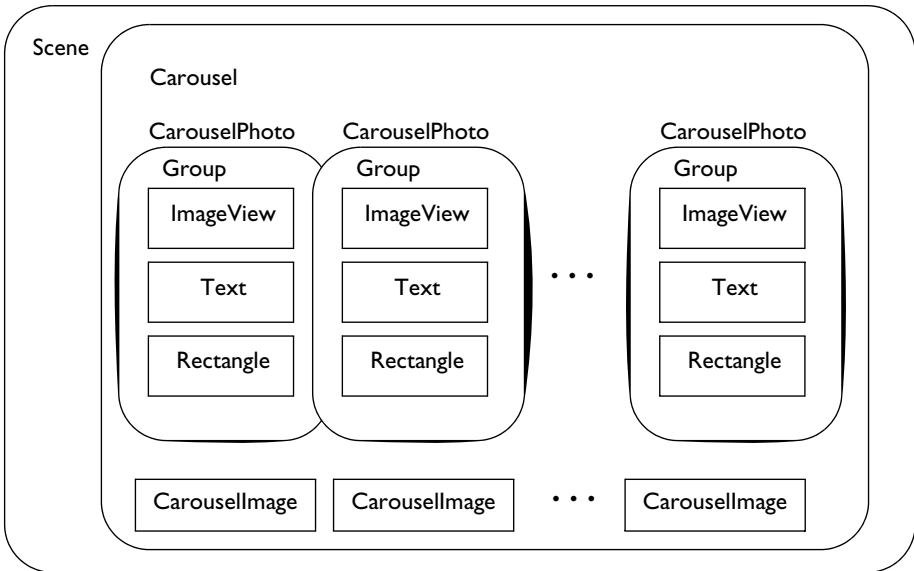 Scene
Carousel
CarouselPhoto CarouselPhoto CarouselPhoto
Group Group Group
ImageView ImageView ImageView
Text Text ... Text
Rectangle Rectangle Rectangle
CarouselImage CarouselImage ... CarouselImage